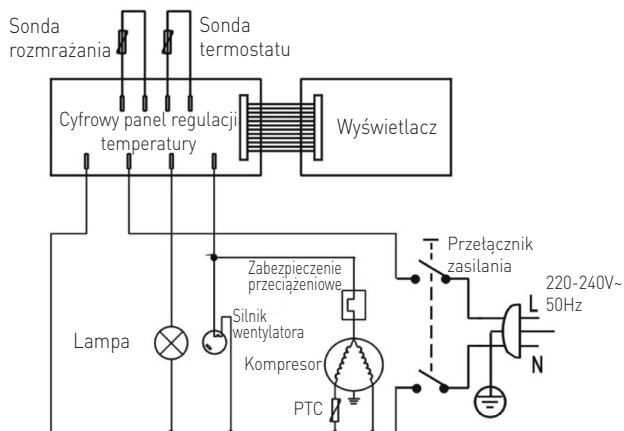 Sonda
rozmrażania
Sonda
termostatu
Cyfrowy panel regulacji
temperatury
Wyświetlacz
Przełącznik
zasilania
220-240V~
50Hz
L
N
Zabezpieczenie
przeciążeniowe
Silnik
wentylatora
Lampa
Kompresor
PTC